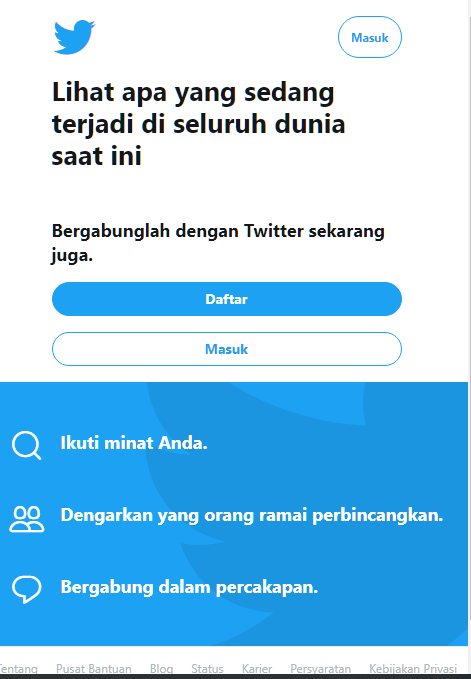 Masuk
Lihat apa yang sedang
terjadi di seluruh dunia
saat ini
Bergabunglah dengan Twitter sekarang
juga.
Daftar
Masuk
Ikuti minat Anda.
Dengarkan yang orang ramai perbincangkan.
Bergabung dalam percakapan.
Tentang Pusat Bantuan Blog Status Karier Persyaratan Kebijakan Privasi